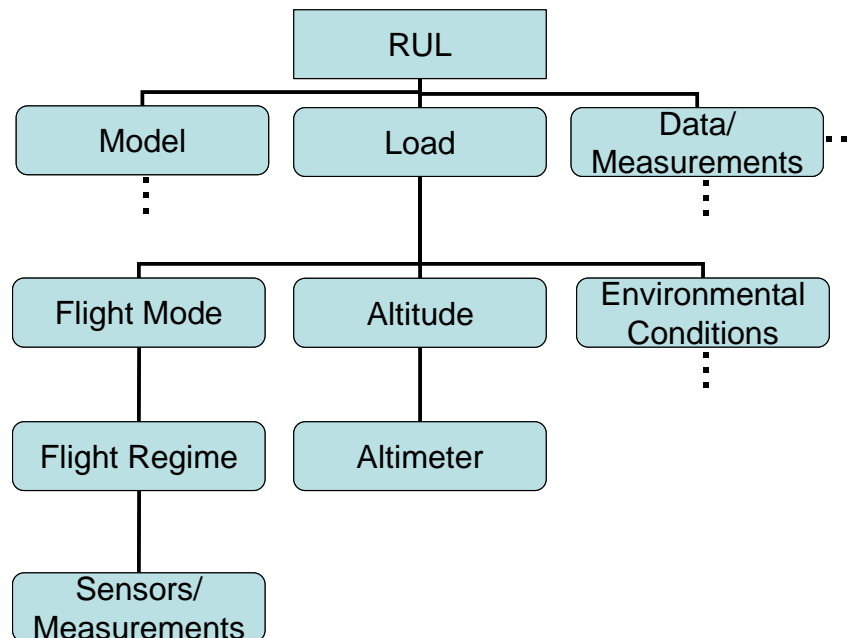 RUL
Model
Load
Data/
Measurements
Flight Mode
Altitude
Environmental
Conditions
Flight Regime
Altimeter
Sensors/
Measurements